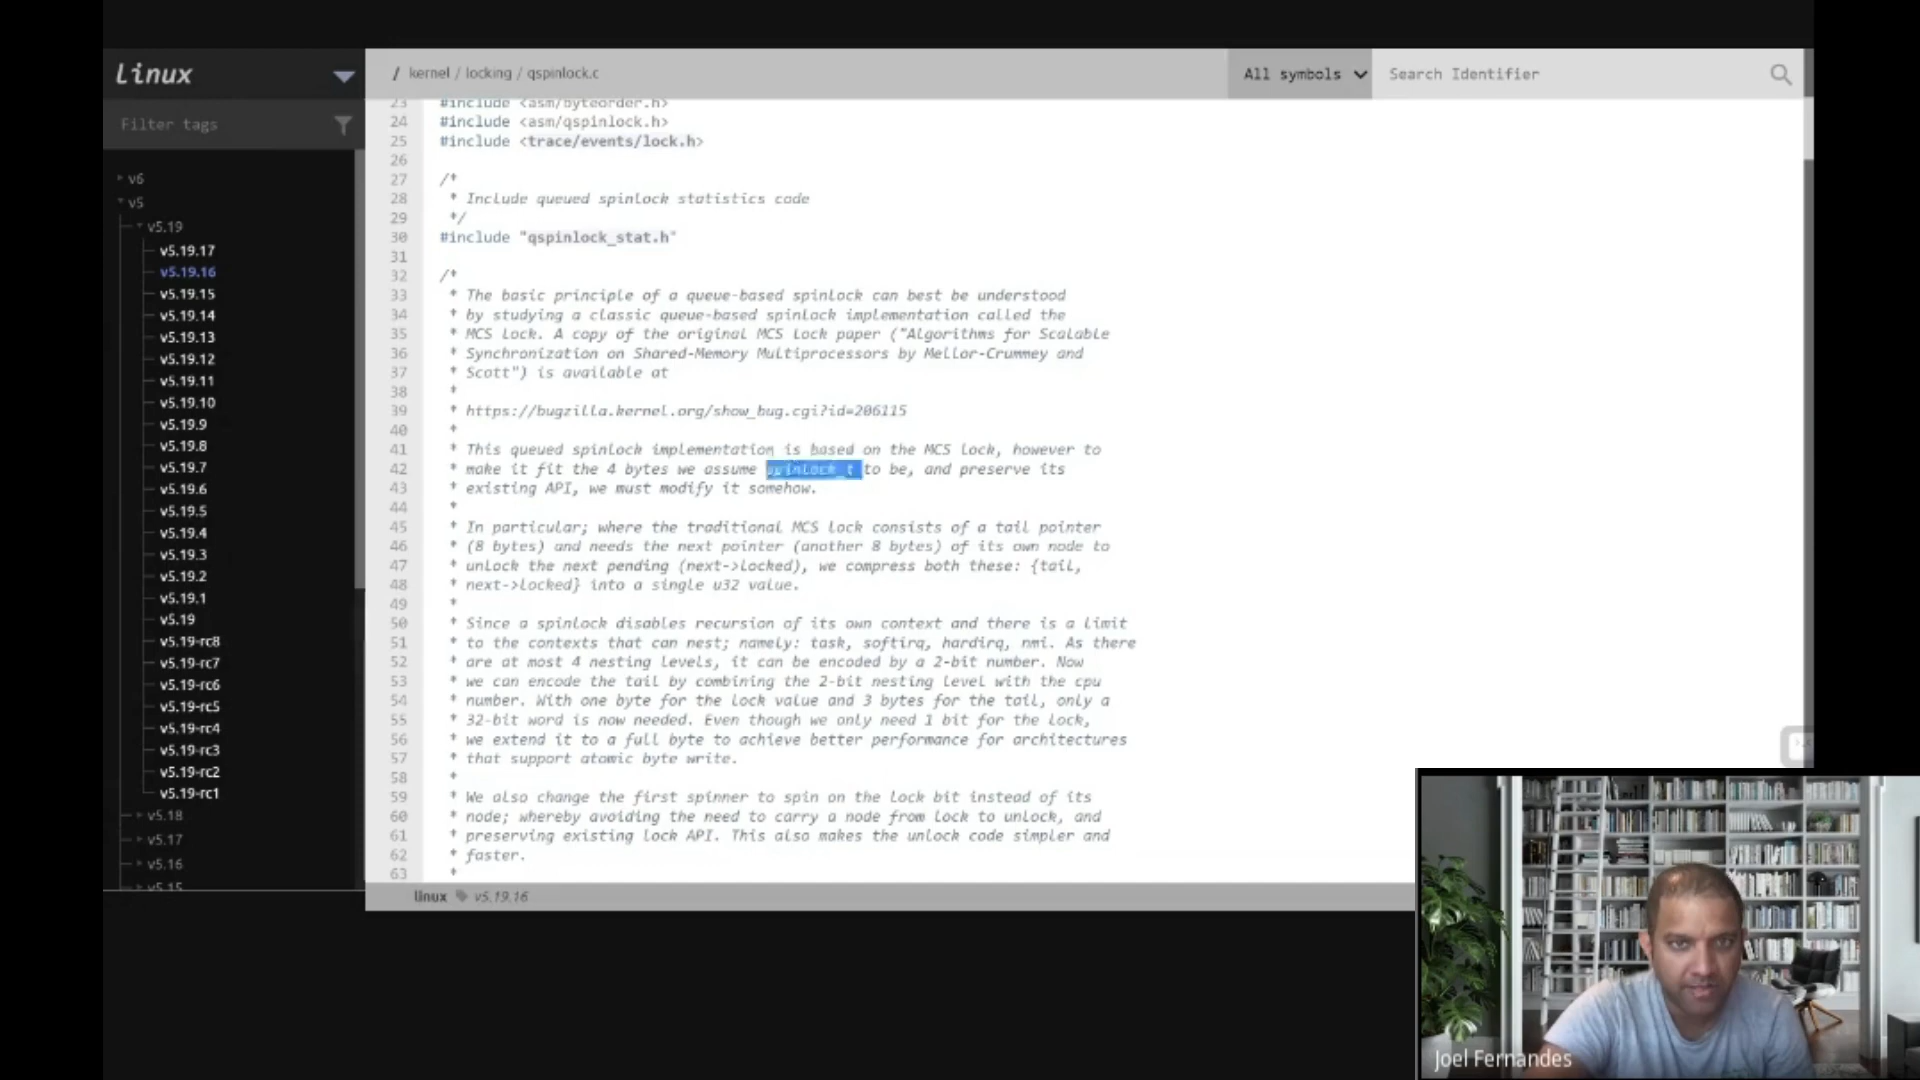 Linux
/ kernel / locking / qspinlock.c
All symbols
Search Identifier
Filter tags
v6
v5
v5.19
v5.19.17
v5.19.16
v5.19.15
v5.19.14
v5.19.13
v5.19.12
v5.19.11
v5.19.10
v5.19.9
v5.19.8
v5.19.7
v5.19.6
v5.19.5
v5.19.4
v5.19.3
v5.19.2
v5.19.1
v5.19
v5.19-rc8
v5.19-rc7
v5.19-rc6
v5.19-rc5
v5.19-rc4
v5.19-rc3
v5.19-rc2
v5.19-rc1
v5.18
v5.17
v5.16
v5.15
23 #include <asm/byteorder.h>
24 #include <asm/qspinlock.h>
25 #include <trace/events/lock.h>
26
27 /*
28 * Include queued spinlock statistics code
29 */
30 #include "qspinlock_stat.h"
31
32 /*
33 * The basic principle of a queue-based spinlock can best be understood
34 * by studying a classic queue-based spinlock implementation called the
35 * MCS lock. A copy of the original MCS lock paper ("Algorithms for Scalable
36 * Synchronization on Shared-Memory Multiprocessors by Mellor-Crummey and
37 * Scott") is available at
38 *
39 * https://bugzilla.kernel.org/show_bug.cgi?id=206115
40 *
41 * This queued spinlock implementation is based on the MCS lock, however to
42 * make it fit the 4 bytes we assume spinlock_t to be, and preserve its
43 * existing API, we must modify it somehow.
44 *
45 * In particular; where the traditional MCS lock consists of a tail pointer
46 * (8 bytes) and needs the next pointer (another 8 bytes) of its own node to
47 * unlock the next pending (next->locked), we compress both these: {tail,
48 * next->locked} into a single u32 value.
49 *
50 * Since a spinlock disables recursion of its own context and there is a limit
51 * to the contexts that can nest; namely: task, softirq, hardirq, nmi. As there
52 * are at most 4 nesting levels, it can be encoded by a 2-bit number. Now
53 * we can encode the tail by combining the 2-bit nesting level with the cpu
54 * number. With one byte for the lock value and 3 bytes for the tail, only a
55 * 32-bit word is now needed. Even though we only need 1 bit for the lock,
56 * we extend it to a full byte to achieve better performance for architectures
57 * that support atomic byte write.
58 *
59 * We also change the first spinner to spin on the lock bit instead of its
60 * node; whereby avoiding the need to carry a node from lock to unlock, and
61 * preserving existing lock API. This also makes the unlock code simpler and
62 * faster.
63 *
linux v5.19.16
Joel Fernandes